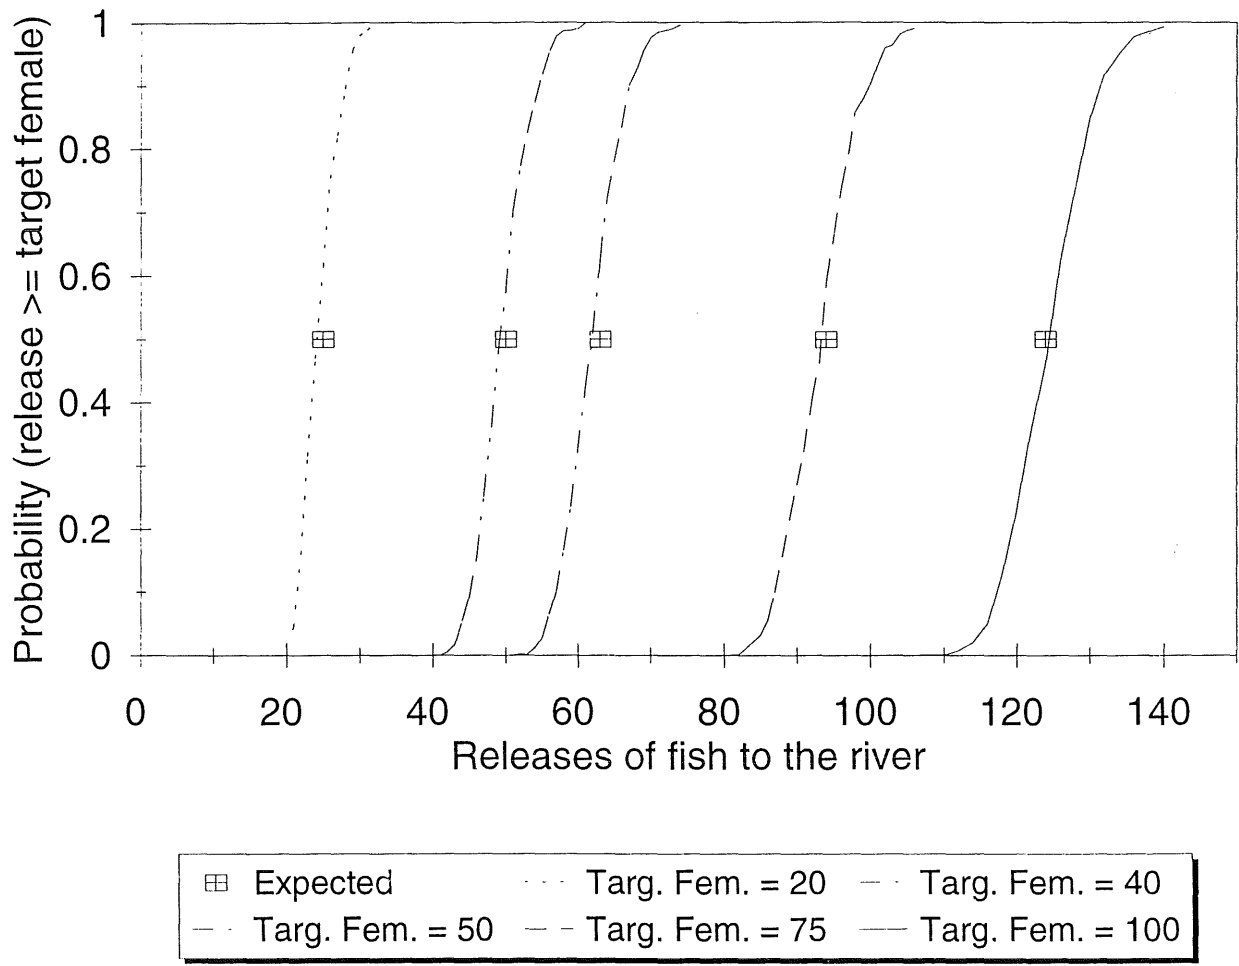 Probability (release >= target female)
1
0.8
0.6
0.4
0.2
0
0 20 40 60 80 100 120 140
Releases of fish to the river
Expected Targ. Fem. = 20 Targ. Fem. = 40
Targ. Fem. = 50 Targ. Fem. = 75 Targ. Fem. = 100